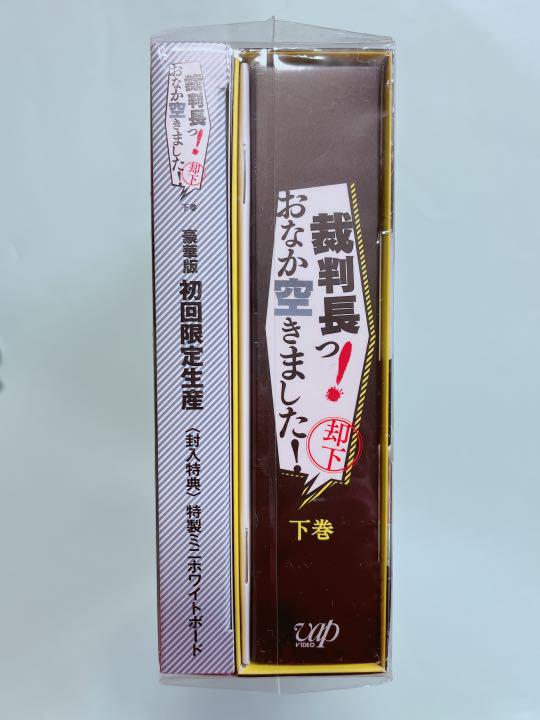 裁判長っ!
おなか空きました!
却下
下巻
豪華版 初回限定生産 〈封入特典〉特製ミニホワイトボード
裁判長っ!
おなか空きました!
却下
下巻
vap
VIDEO